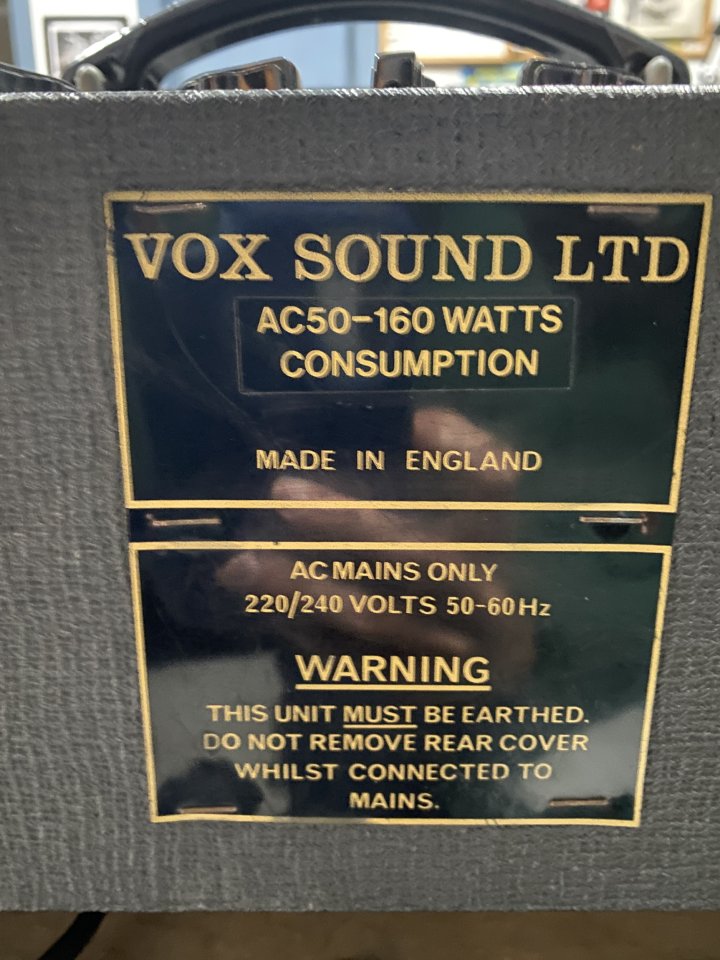 VOX SOUND LTD
AC50-160 WATTS
CONSUMPTION
MADE IN ENGLAND
AC MAINS ONLY
220/240 VOLTS 50-60Hz
WARNING
THIS UNIT MUST BE EARTHED.
DO NOT REMOVE REAR COVER
WHILST CONNECTED TO
MAINS.